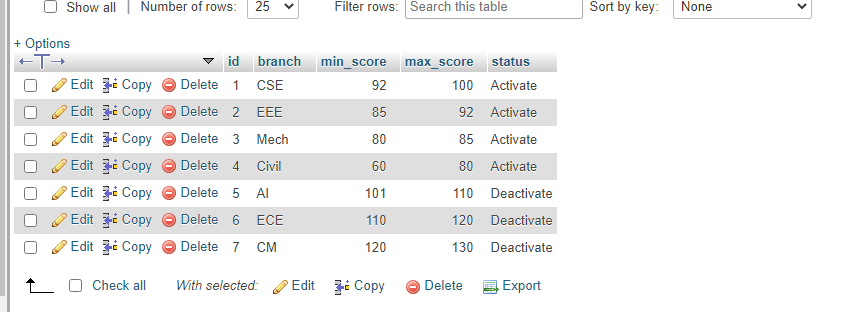 Show all | Number of rows: 25 Filter rows: Search this table Sort by key: None
+ Options
←T→ id branch min_score max_score status
Edit Copy Delete 1 CSE 92 100 Activate
Edit Copy Delete 2 EEE 85 92 Activate
Edit Copy Delete 3 Mech 80 85 Activate
Edit Copy Delete 4 Civil 60 80 Activate
Edit Copy Delete 5 AI 101 110 Deactivate
Edit Copy Delete 6 ECE 110 120 Deactivate
Edit Copy Delete 7 CM 120 130 Deactivate
Check all With selected: Edit Copy Delete Export